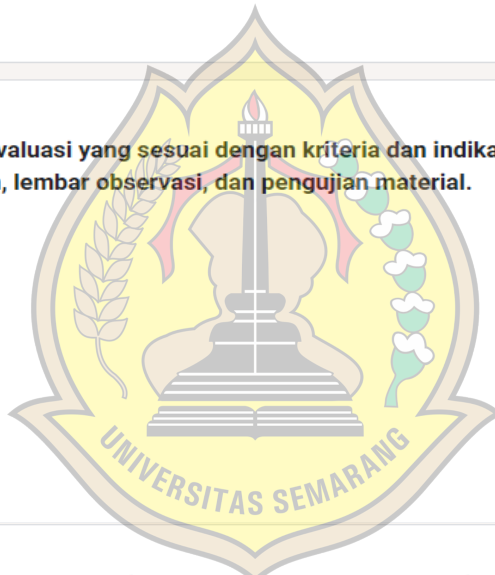 valuasi yang sesuai dengan kriteria dan indika
, lembar observasi, dan pengujian material.
UNIVERSITAS SEMARANG